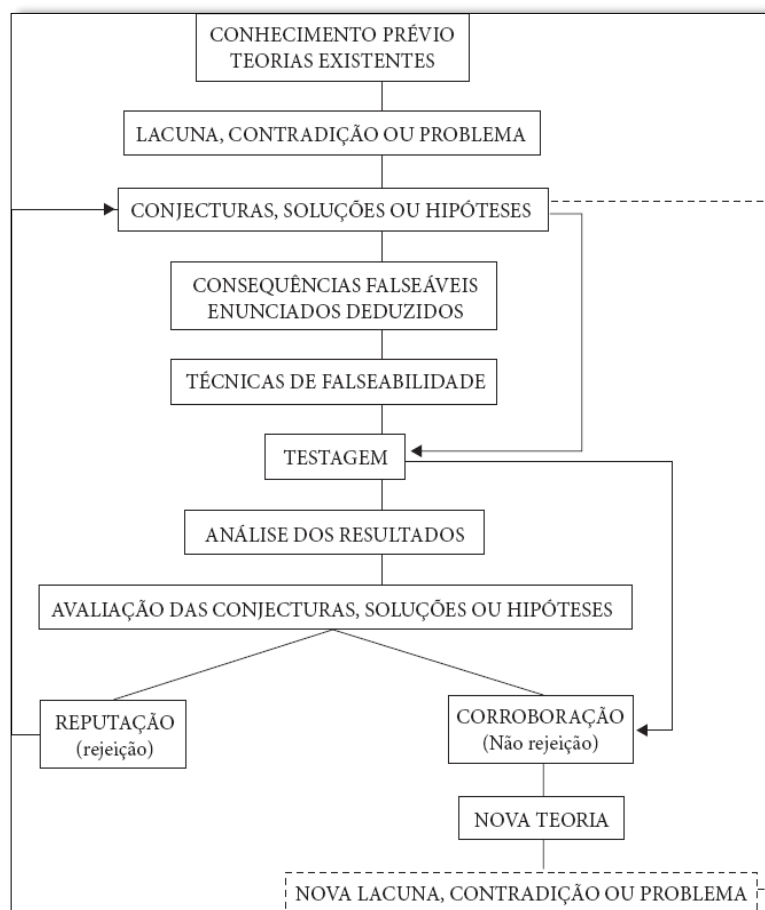 CONHECIMENTO PRÉVIO
TEORIAS EXISTENTES
LACUNA, CONTRADIÇÃO OU PROBLEMA
CONJECTURAS, SOLUÇÕES OU HIPÓTESES
CONSEQUÊNCIAS FALSEÁVEIS
ENUNCIADOS DEDUZIDOS
TÉCNICAS DE FALSEABILIDADE
TESTAGEM
ANÁLISE DOS RESULTADOS
AVALIAÇÃO DAS CONJECTURAS, SOLUÇÕES OU HIPÓTESES
REPUTAÇÃO
(rejeição)
CORROBORAÇÃO
(Não rejeição)
NOVA TEORIA
NOVA LACUNA, CONTRADIÇÃO OU PROBLEMA